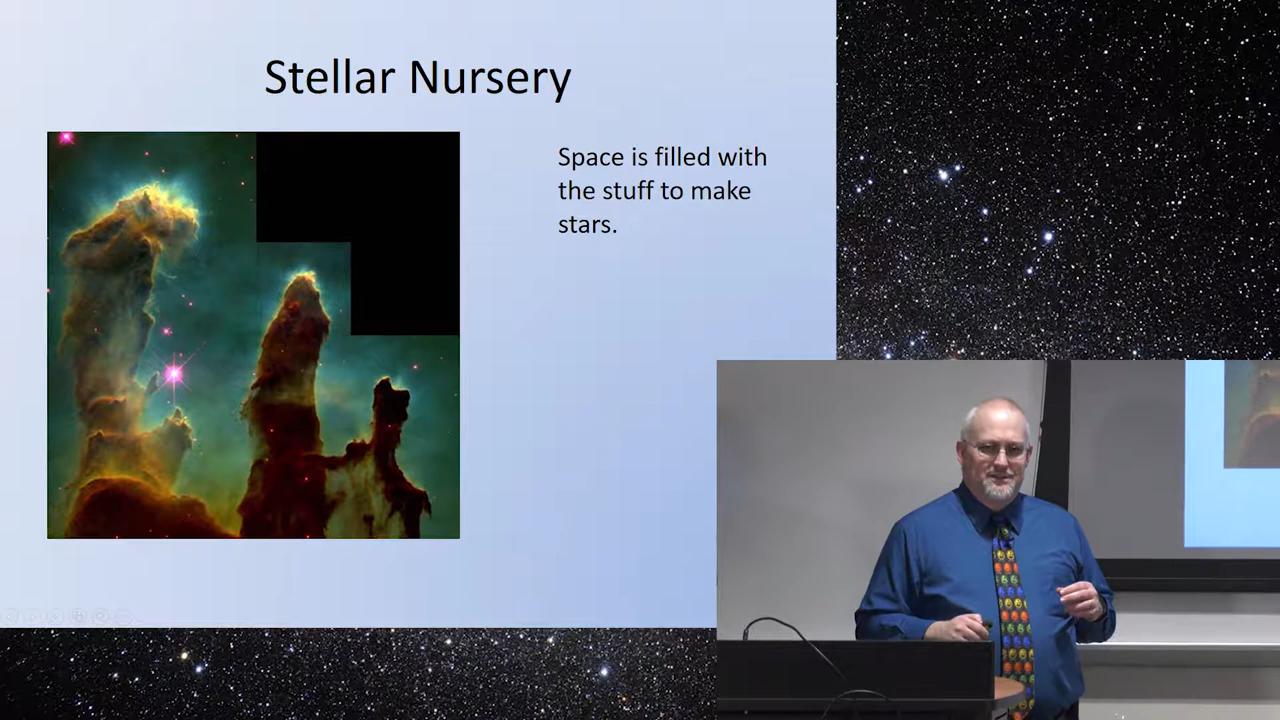 Stellar Nursery
Space is filled with
the stuff to make
stars.